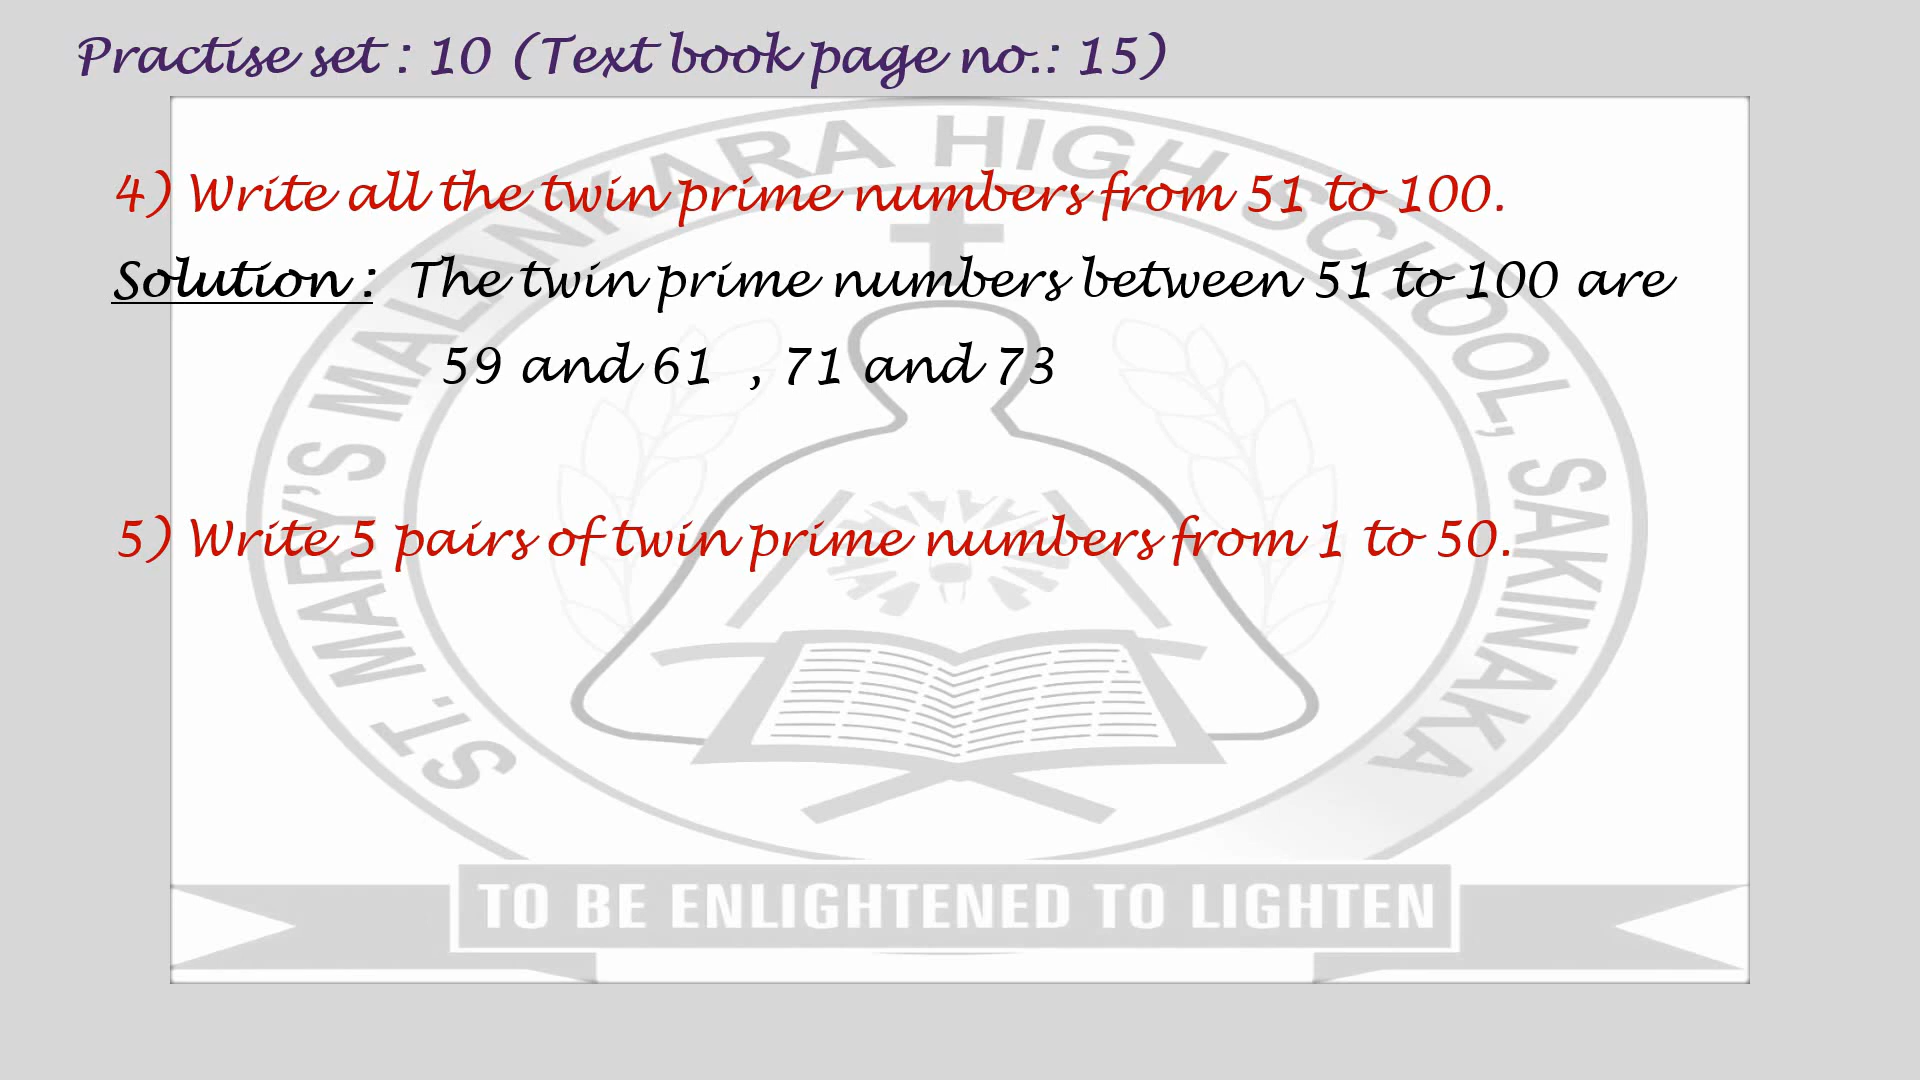 Practise set : 10 (Text book page no.: 15)
ST. MARY'S MALANKARA HIGH SCHOOL, SAKINAKA
4) Write all the twin prime numbers from 51 to 100.
Solution : The twin prime numbers between 51 to 100 are
59 and 61 , 71 and 73
5) Write 5 pairs of twin prime numbers from 1 to 50.
TO BE ENLIGHTENED TO LIGHTEN